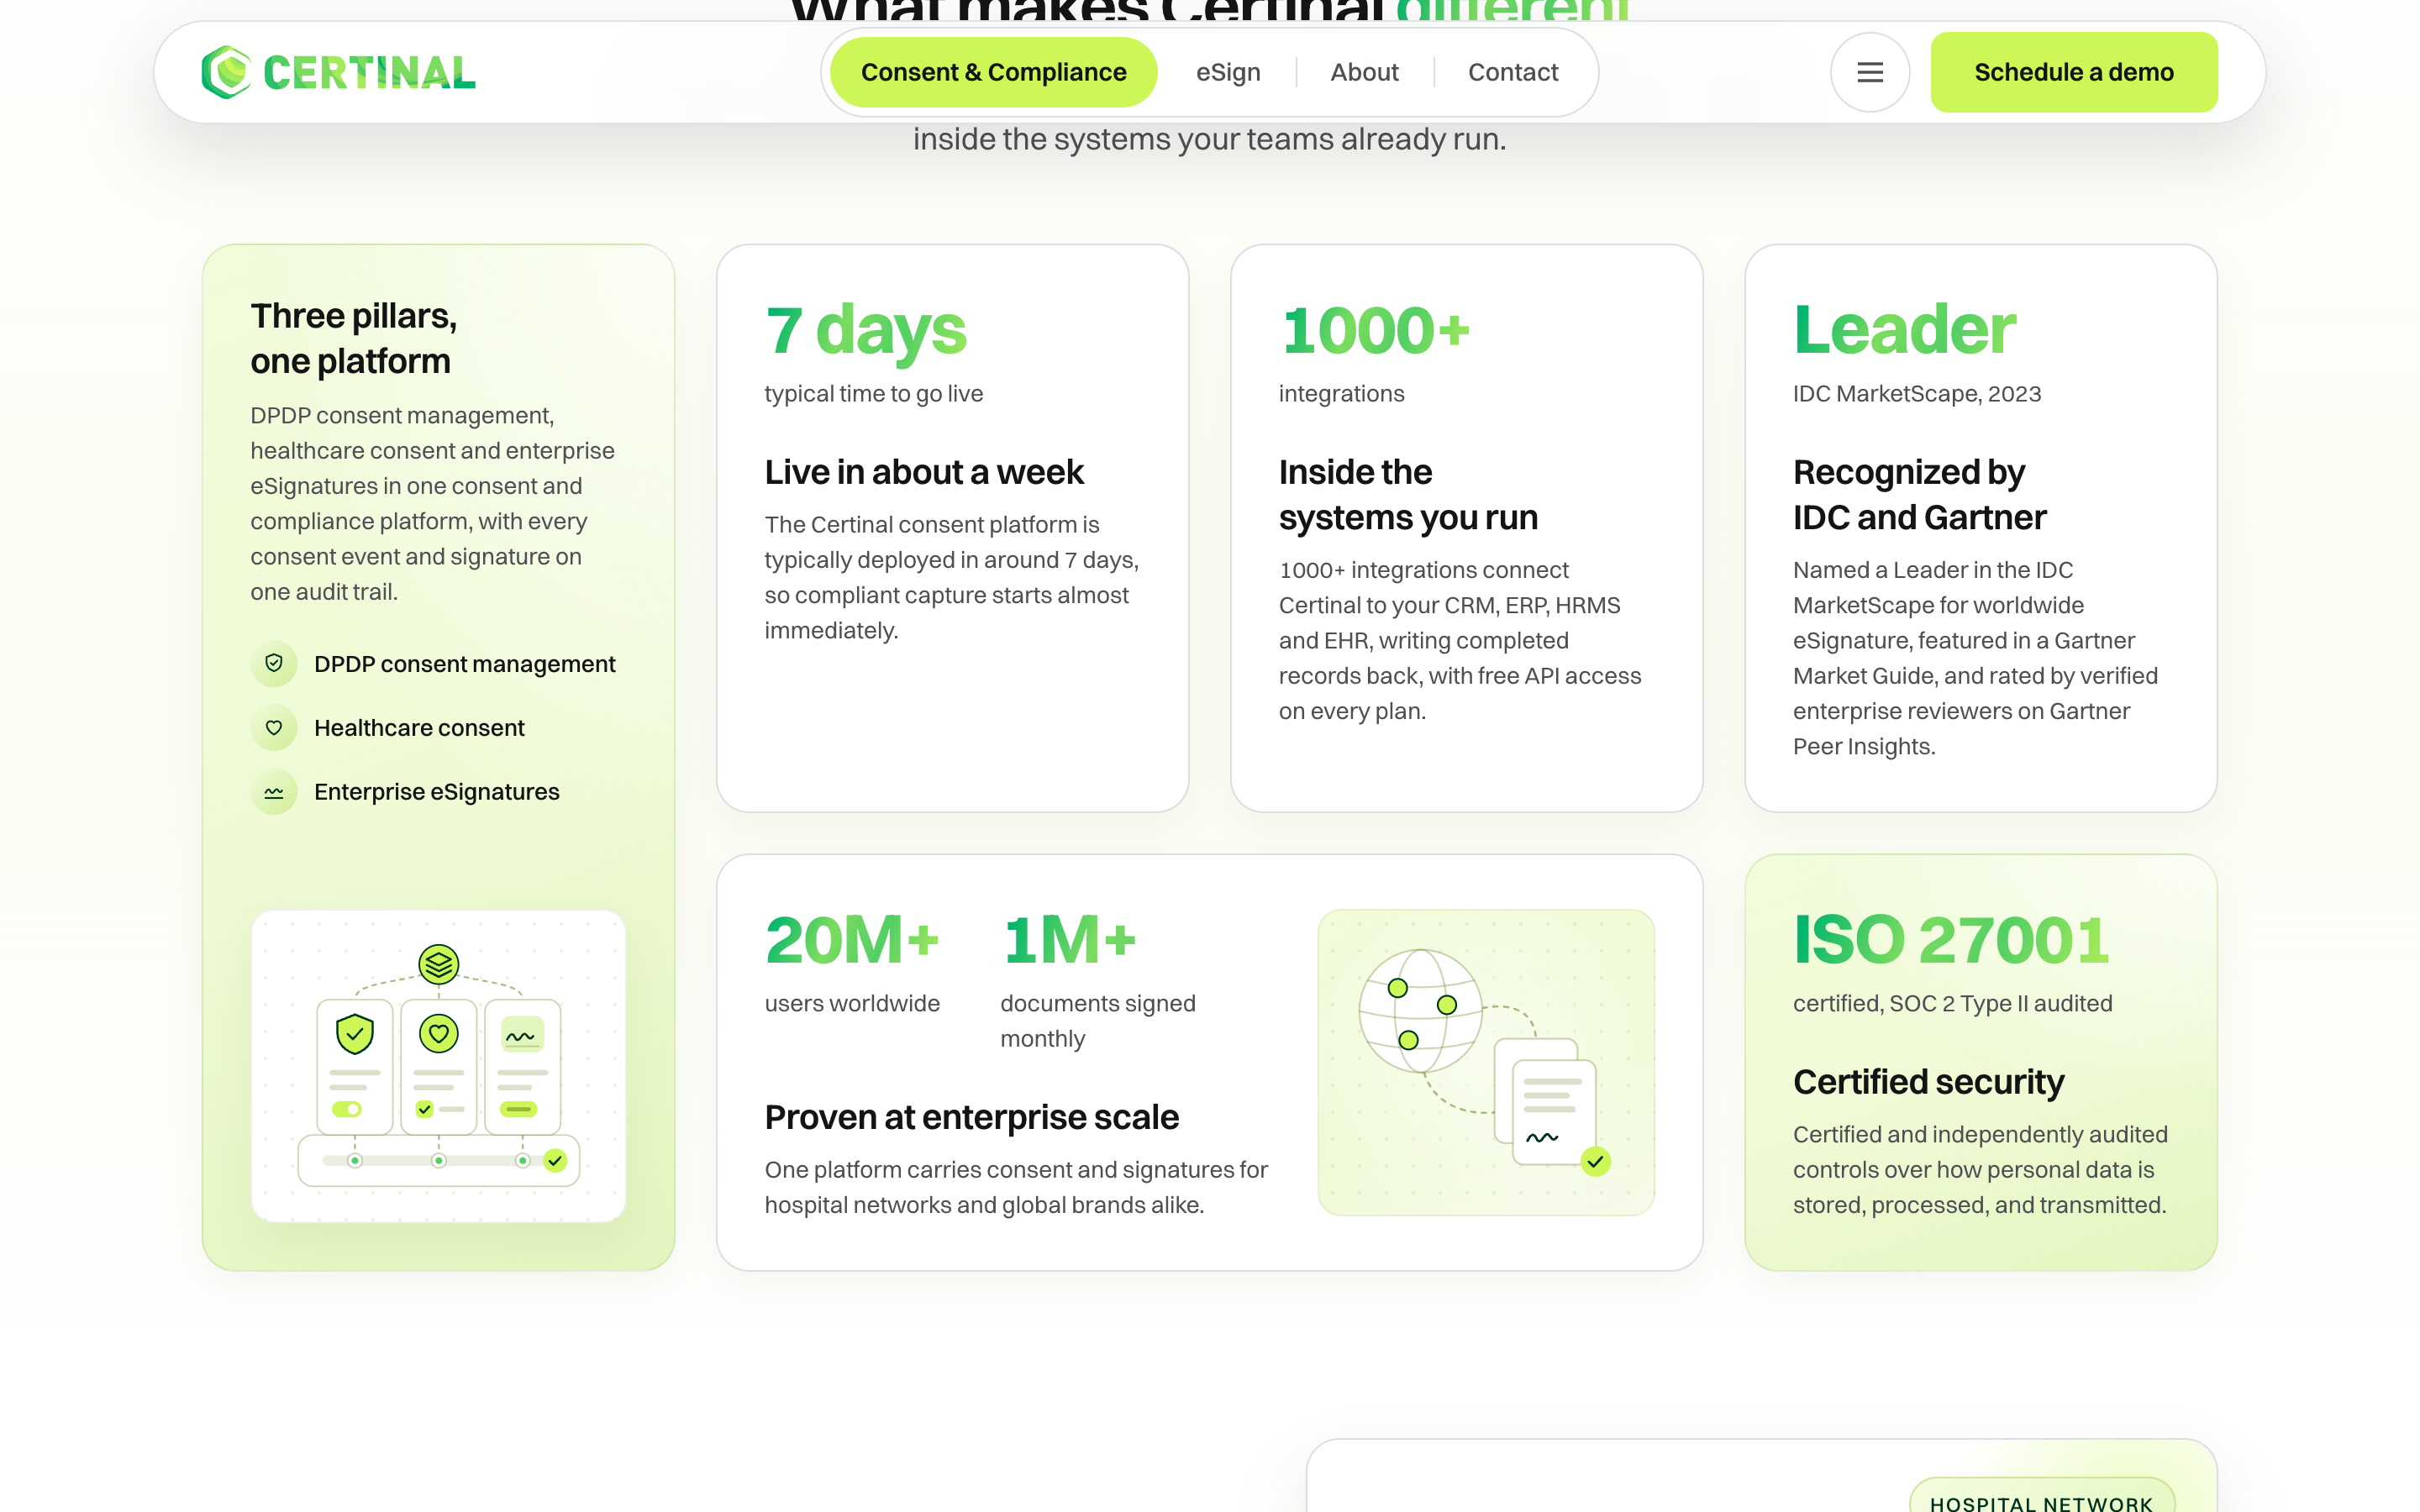 What makes Certinal different
CERTINAL
Consent & Compliance
eSign
About
Contact
Schedule a demo
inside the systems your teams already run.
Three pillars,
one platform
DPDP consent management,
healthcare consent and enterprise
eSignatures in one consent and
compliance platform, with every
consent event and signature on
one audit trail.
DPDP consent management
Healthcare consent
Enterprise eSignatures
7 days
typical time to go live
Live in about a week
The Certinal consent platform is
typically deployed in around 7 days,
so compliant capture starts almost
immediately.
1000+
integrations
Inside the
systems you run
1000+ integrations connect
Certinal to your CRM, ERP, HRMS
and EHR, writing completed
records back, with free API access
on every plan.
Leader
IDC MarketScape, 2023
Recognized by
IDC and Gartner
Named a Leader in the IDC
MarketScape for worldwide
eSignature, featured in a Gartner
Market Guide, and rated by verified
enterprise reviewers on Gartner
Peer Insights.
20M+
users worldwide
1M+
documents signed
monthly
Proven at enterprise scale
One platform carries consent and signatures for
hospital networks and global brands alike.
ISO 27001
certified, SOC 2 Type II audited
Certified security
Certified and independently audited
controls over how personal data is
stored, processed, and transmitted.
HOSPITAL NETWORK